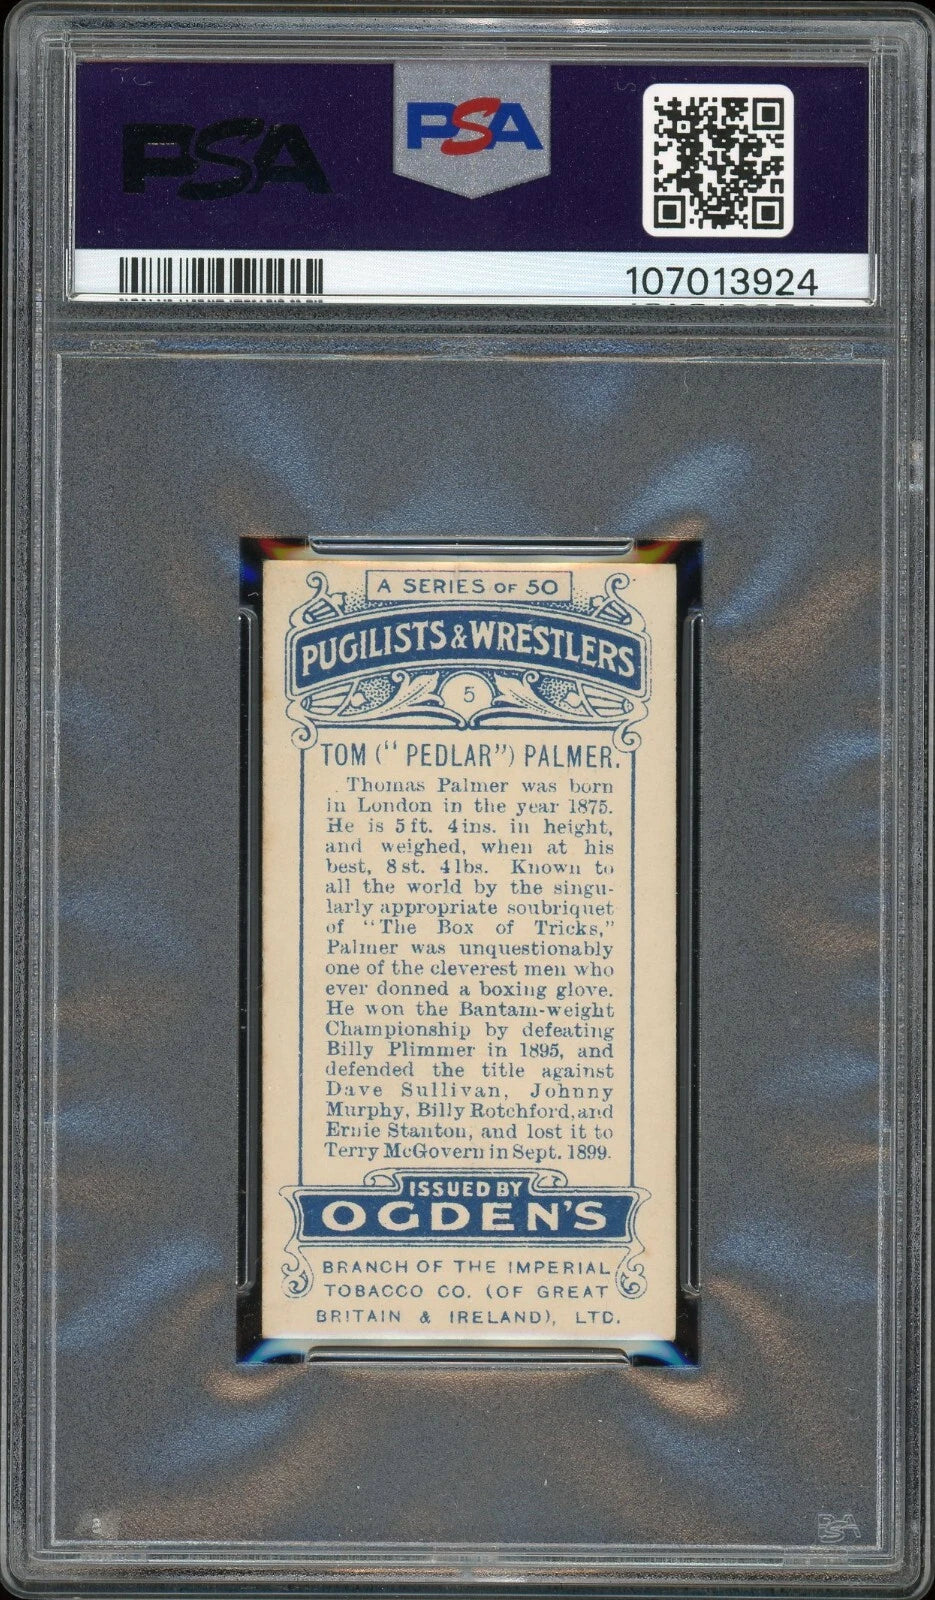 PSA
PSA
107013924
A SERIES OF 50
PUGILISTS & WRESTLERS
5
TOM (" PEDLAR") PALMER.
Thomas Palmer was born
in London in the year 1875.
He is 5 ft. 4 ins. in height,
and weighed, when at his
best, 8 st. 4 lbs. Known to
all the world by the singu-
larly appropriate soubriquet
of "The Box of Tricks,"
Palmer was unquestionably
one of the cleverest men who
ever donned a boxing glove.
He won the Bantam-weight
Championship by defeating
Billy Plimmer in 1895, and
defended the title against
Dave Sullivan, Johnny
Murphy, Billy Rotchford, and
Ernie Stanton, and lost it to
Terry McGovern in Sept. 1899.
ISSUED BY
OGDEN'S
BRANCH OF THE IMPERIAL
TOBACCO CO. (OF GREAT
BRITAIN & IRELAND), LTD.
PSA